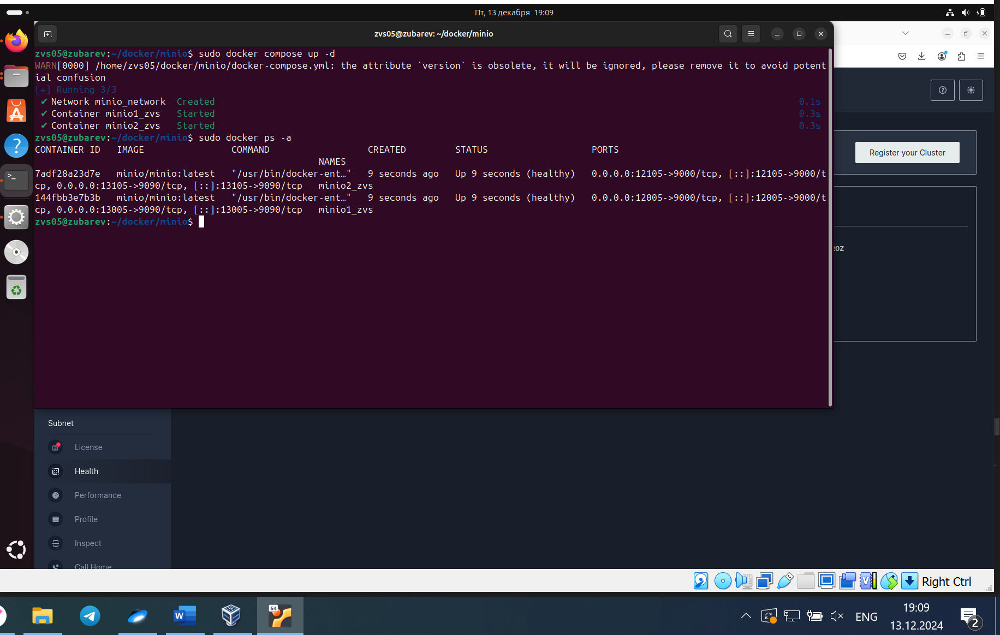 Пт, 13 декабря 19:09
zvs05@zubarev: ~/docker/minio
zvs05@zubarev:~/docker/minio$ sudo docker compose up -d
WARN[0000] /home/zvs05/docker/minio/docker-compose.yml: the attribute `version` is obsolete, it will be ignored, please remove it to avoid potent
ial confusion
[+] Running 3/3
✔ Network minio_network Created 0.1s
✔ Container minio1_zvs Started 0.3s
✔ Container minio2_zvs Started 0.3s
zvs05@zubarev:~/docker/minio$ sudo docker ps -a
CONTAINER ID IMAGE COMMAND CREATED STATUS PORTS
NAMES
7adf28a23d7e minio/minio:latest "/usr/bin/docker-ent…" 9 seconds ago Up 9 seconds (healthy) 0.0.0.0:12105->9000/tcp, [::]:12105->9000/t
cp, 0.0.0.0:13105->9090/tcp, [::]:13105->9090/tcp minio2_zvs
144fbb3e7b3b minio/minio:latest "/usr/bin/docker-ent…" 9 seconds ago Up 9 seconds (healthy) 0.0.0.0:12005->9000/tcp, [::]:12005->9000/t
cp, 0.0.0.0:13005->9090/tcp, [::]:13005->9090/tcp minio1_zvs
zvs05@zubarev:~/docker/minio$
Register your Cluster
Subnet
License
Health
Performance
Profile
Inspect
Call Home
Right Ctrl
64
ENG
19:09
13.12.2024
2